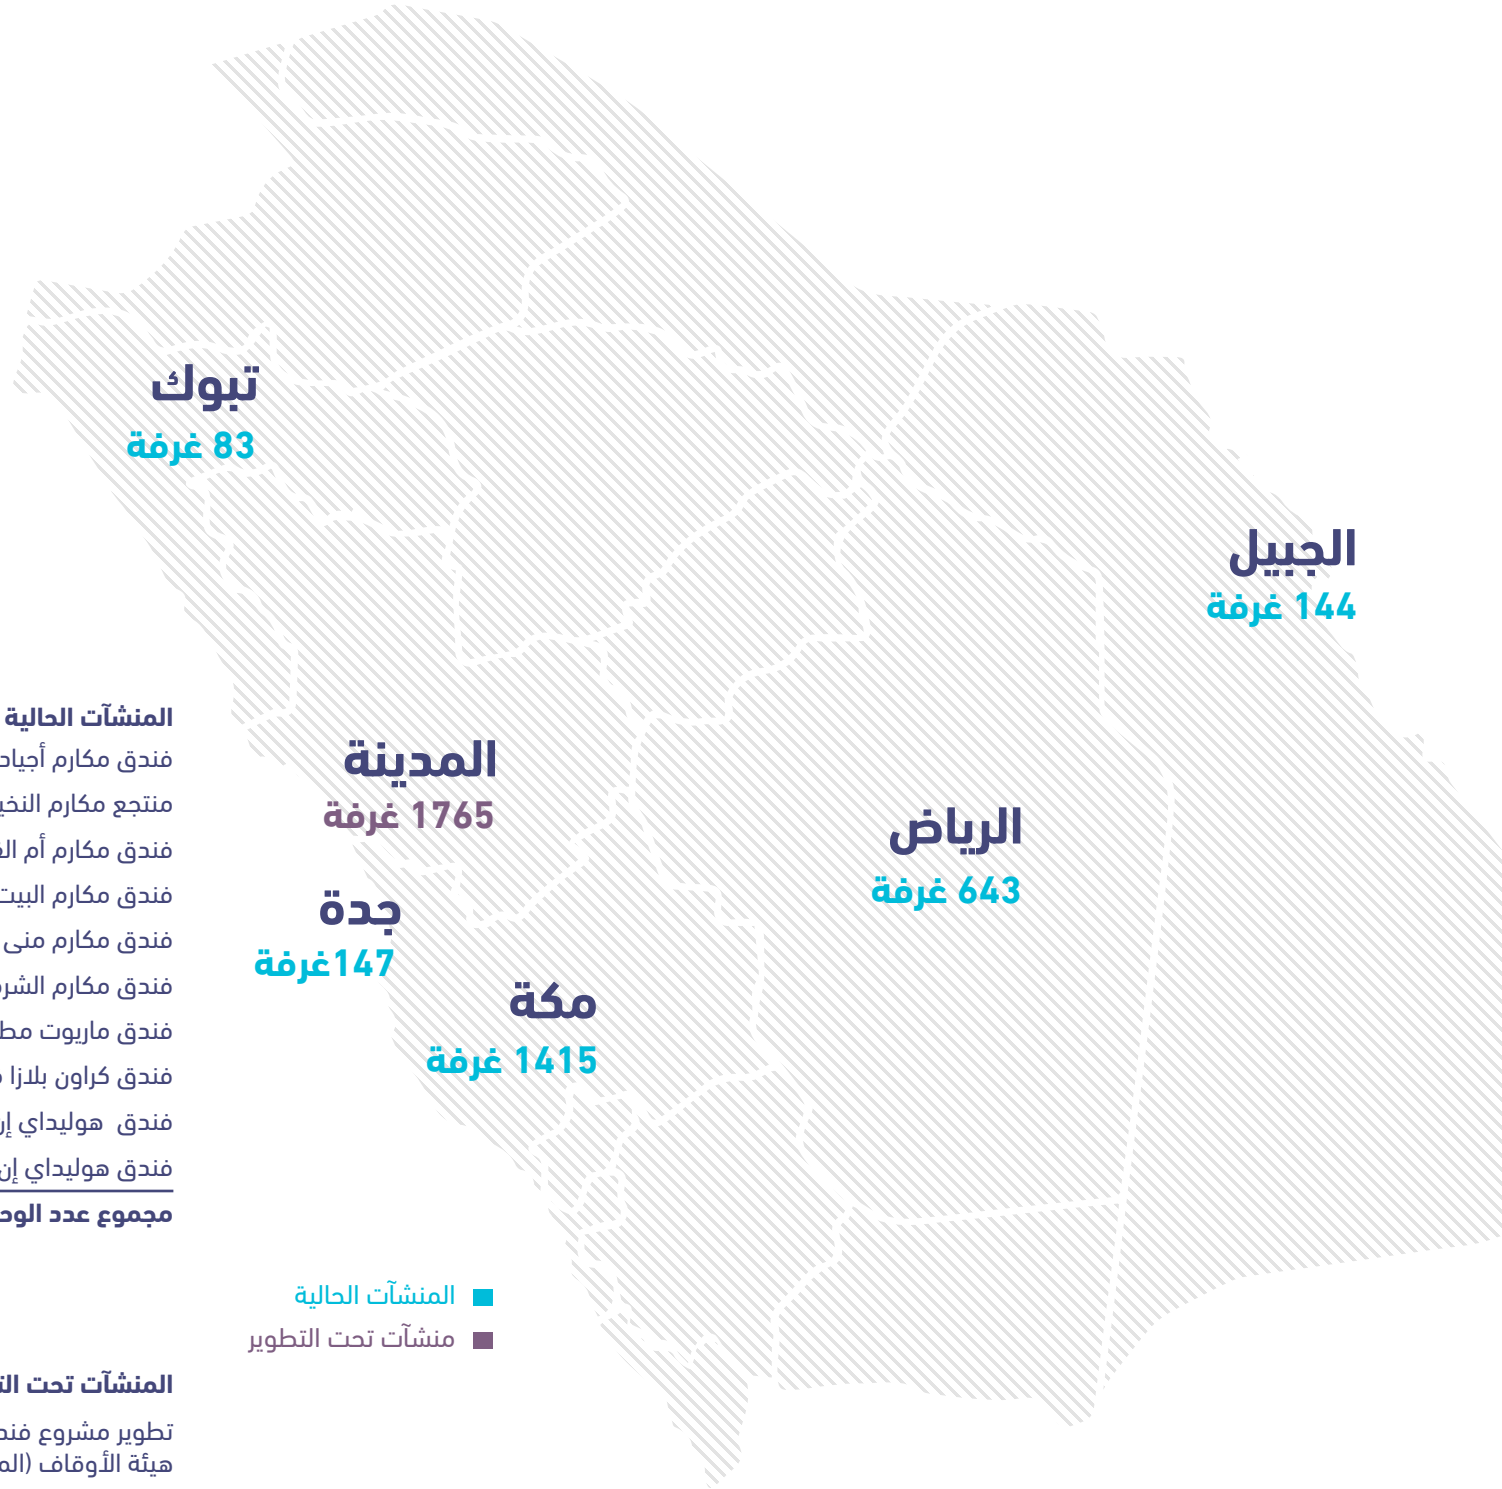 تبوك
83 غرفة
الجبيل
144 غرفة
المدينة
1765 غرفة
الرياض
643 غرفة
جدة
147غرفة
مكة
1415 غرفة
المنشآت الحالية
فندق مكارم أجياد
منتجع مكارم
فندق مكارم أم
فندق مكارم البيت
فندق مكارم منى
فندق مكارم
فندق ماريوت
فندق كراون بلازا
فندق هوليداي إن
فندق هوليداي إن
مجموع عدد
المنشآت الحالية
منشآت تحت التطوير
المنشآت تحت
تطوير مشروع
هيئة الأوقاف